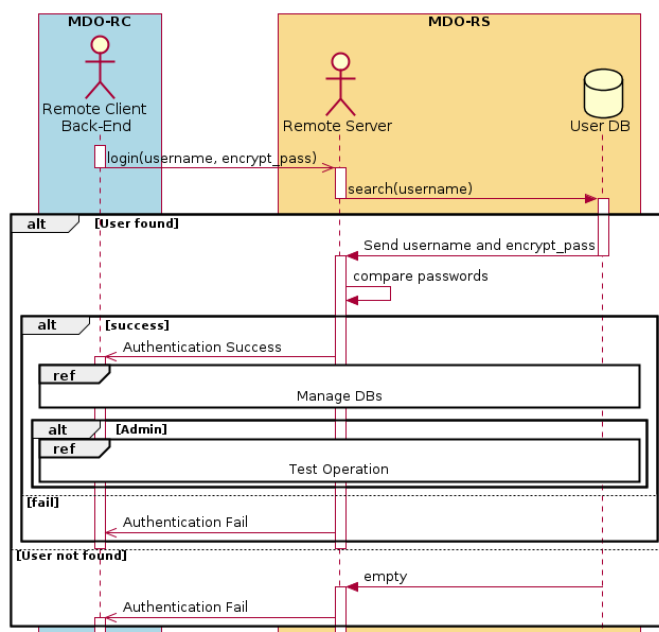 MDO-RC
MDO-RS
Remote Client
Back-End
Remote Server
User DB
login(username, encrypt_pass)
search(username)
alt
[User found]
Send username and encrypt_pass
compare passwords
alt
[success]
Authentication Success
ref
Manage DBs
alt
[Admin]
ref
Test Operation
[fail]
Authentication Fail
[User not found]
empty
Authentication Fail